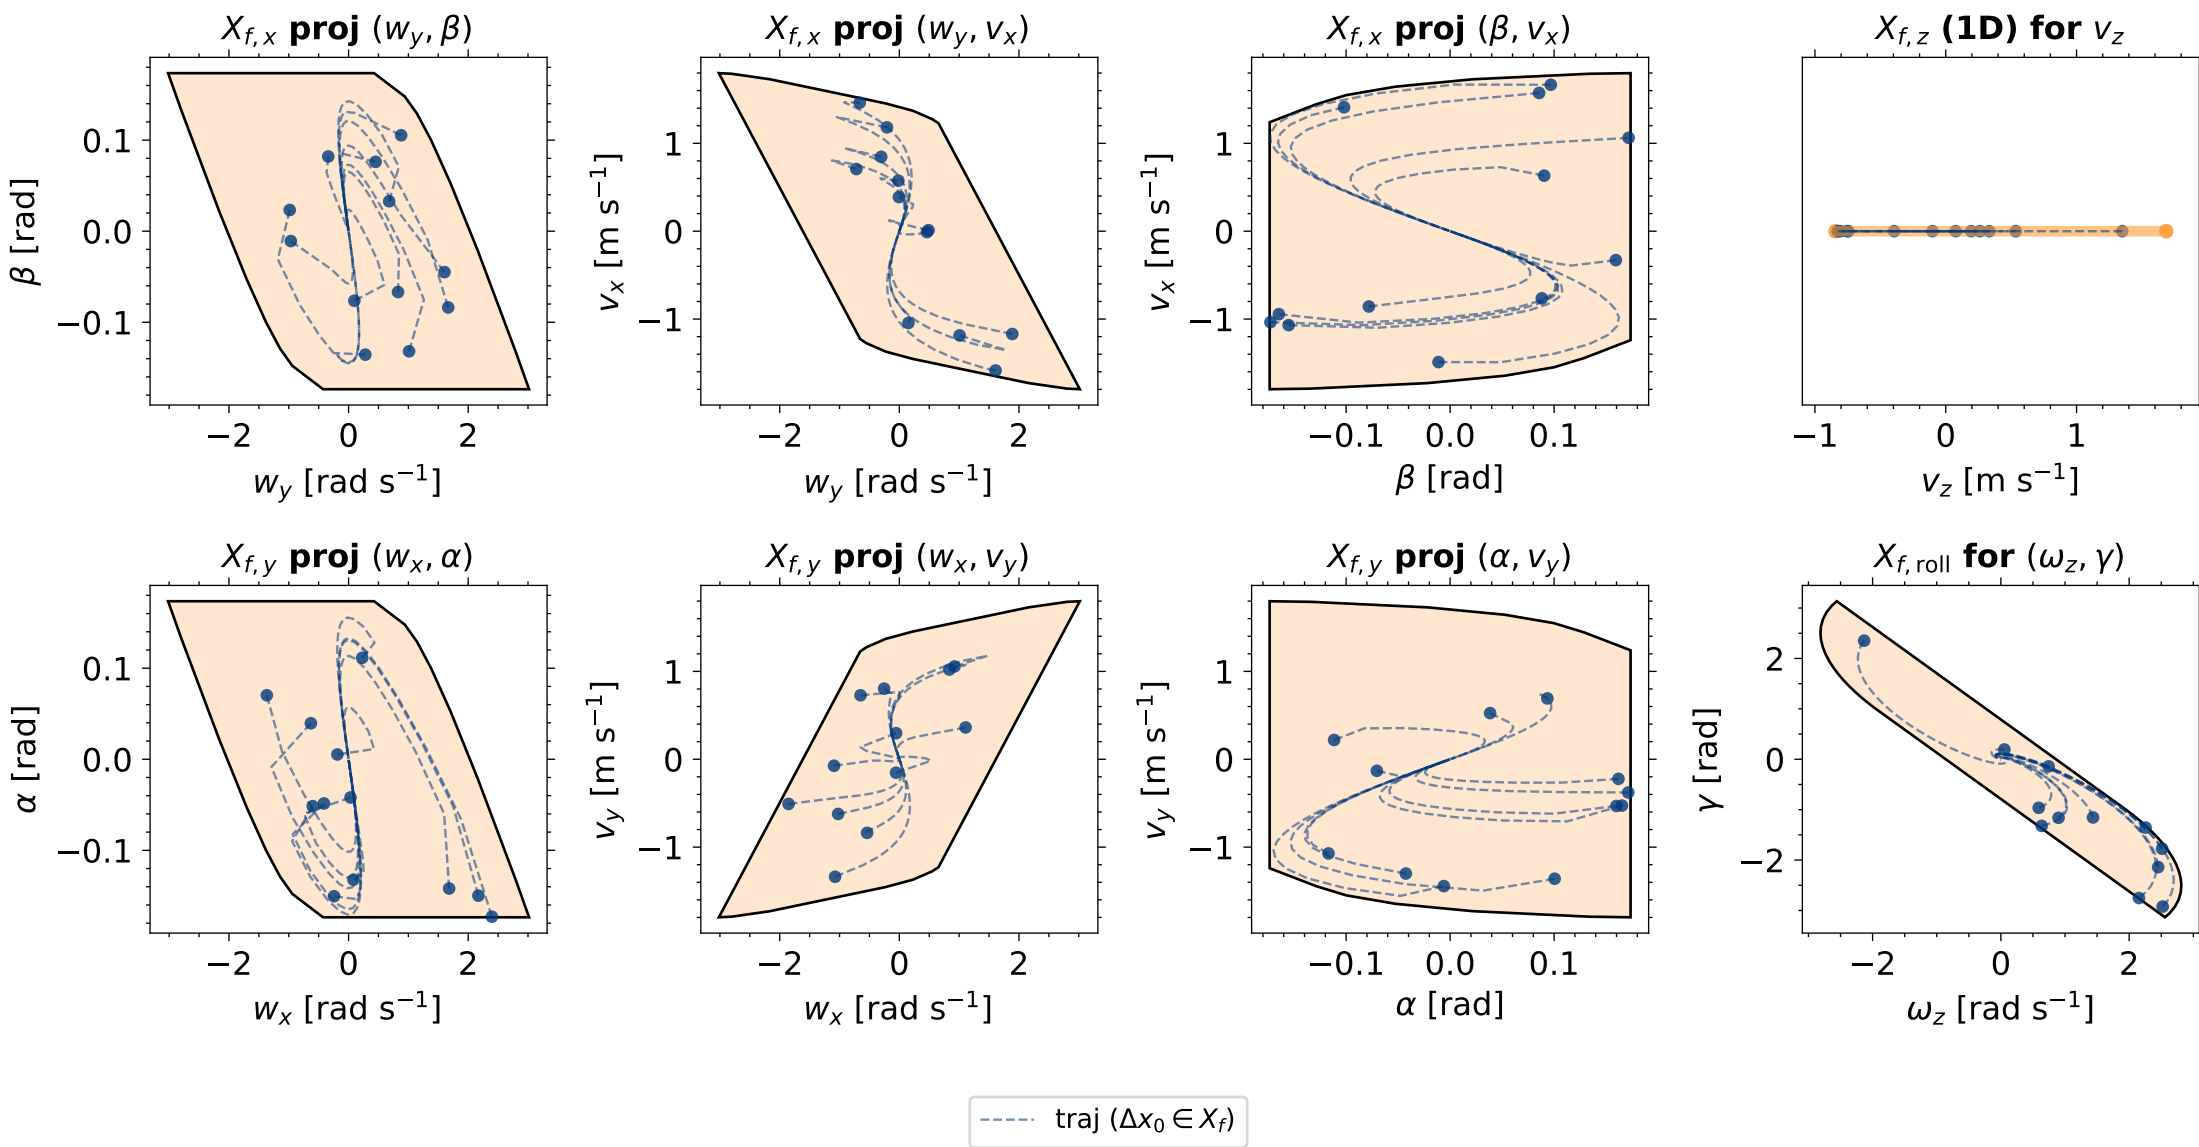 X_{f,x} proj (w_y, β)
X_{f,x} proj (w_y, v_x)
X_{f,x} proj (β, v_x)
X_{f,z} (1D) for v_z
0.1
0.0
−0.1
β [rad]
−2 0 2
w_y [rad s⁻¹]
1
0
−1
v_x [m s⁻¹]
−2 0 2
w_y [rad s⁻¹]
1
0
−1
v_x [m s⁻¹]
−0.1 0.0 0.1
β [rad]
−1 0 1
v_z [m s⁻¹]
X_{f,y} proj (w_x, α)
X_{f,y} proj (w_x, v_y)
X_{f,y} proj (α, v_y)
X_{f,roll} for (ω_z, γ)
0.1
0.0
−0.1
α [rad]
−2 0 2
w_x [rad s⁻¹]
1
0
−1
v_y [m s⁻¹]
−2 0 2
w_x [rad s⁻¹]
1
0
−1
v_y [m s⁻¹]
−0.1 0.0 0.1
α [rad]
2
0
−2
γ [rad]
−2 0 2
ω_z [rad s⁻¹]
traj (Δx₀ ∈ X_f)